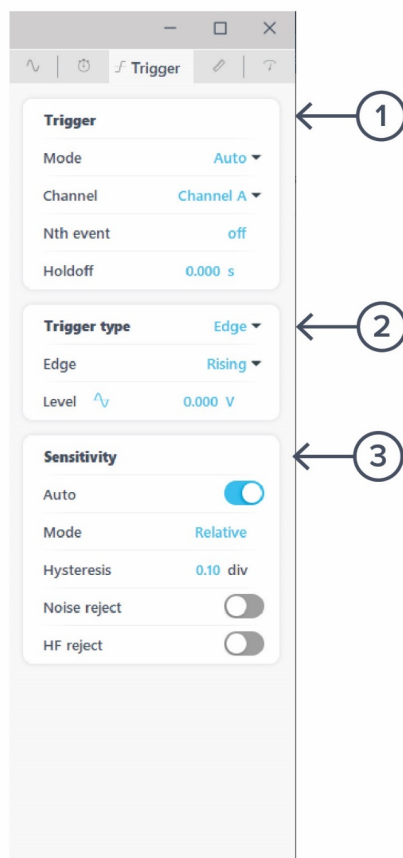 Trigger
1
Trigger
Mode Auto
Channel Channel A
Nth event off
Holdoff 0.000 s
2
Trigger type Edge
Edge Rising
Level 0.000 V
3
Sensitivity
Auto
Mode Relative
Hysteresis 0.10 div
Noise reject
HF reject